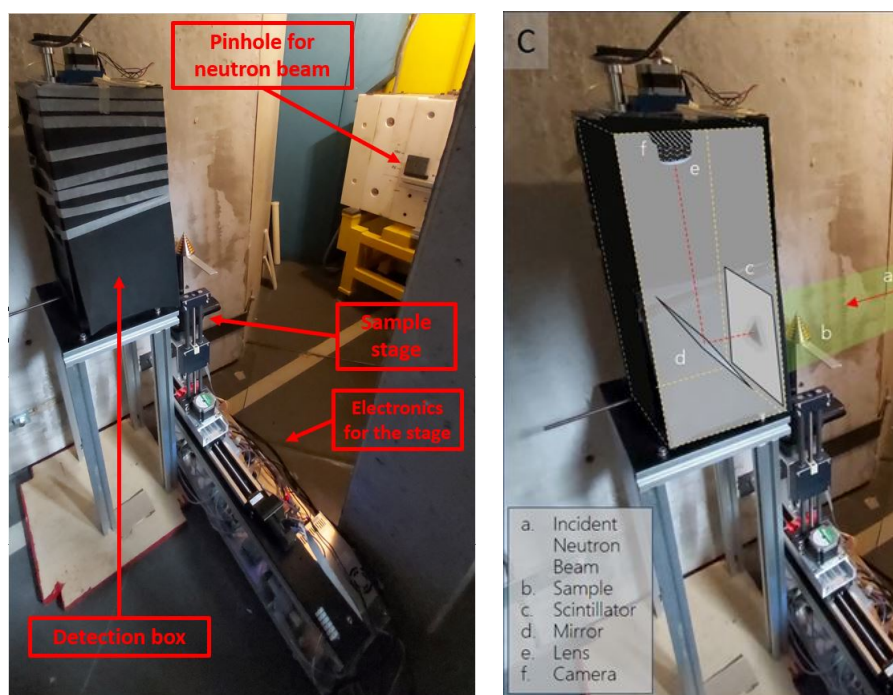 Pinhole for
neutron beam
Sample
stage
Electronics
for the stage
Detection box
C
f
e
c
a
b
d
a. Incident
Neutron
Beam
b. Sample
c. Scintillator
d. Mirror
e. Lens
f. Camera